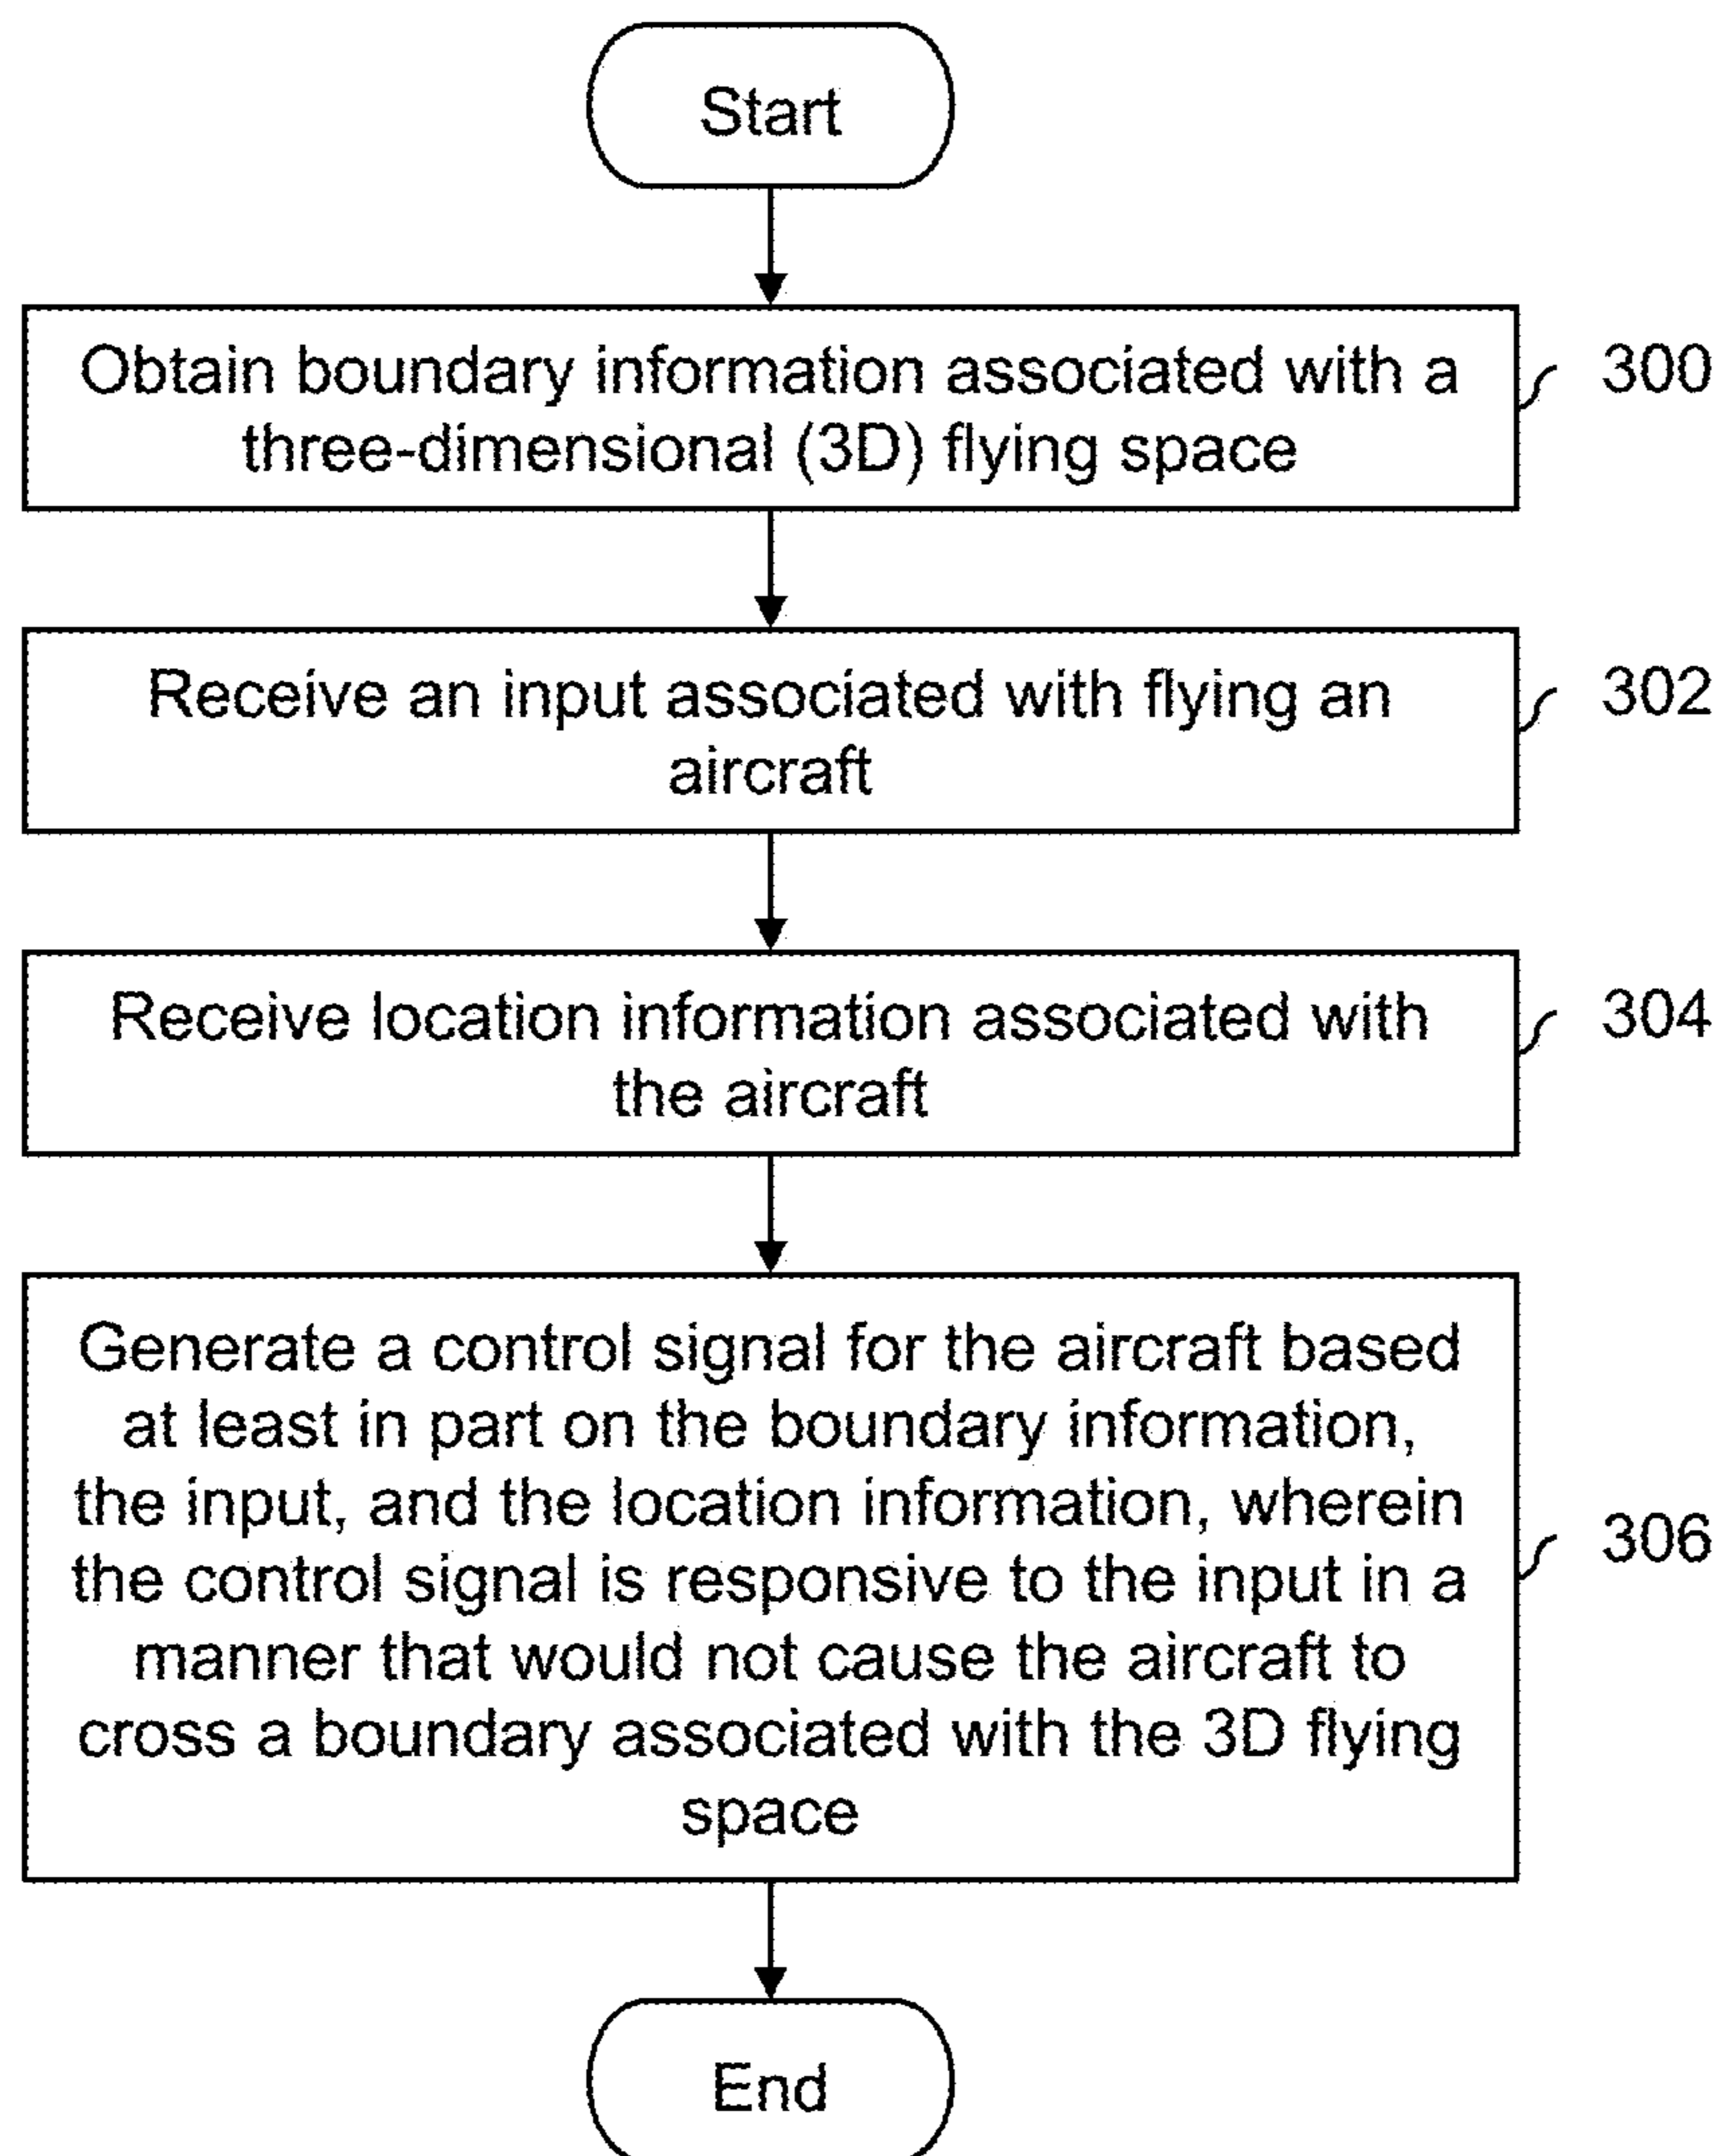 Start
Obtain boundary information associated with a
three-dimensional (3D) flying space
300
Receive an input associated with flying an
aircraft
302
Receive location information associated with
the aircraft
304
Generate a control signal for the aircraft based
at least in part on the boundary information,
the input, and the location information, wherein
the control signal is responsive to the input in a
manner that would not cause the aircraft to
cross a boundary associated with the 3D flying
space
306
End